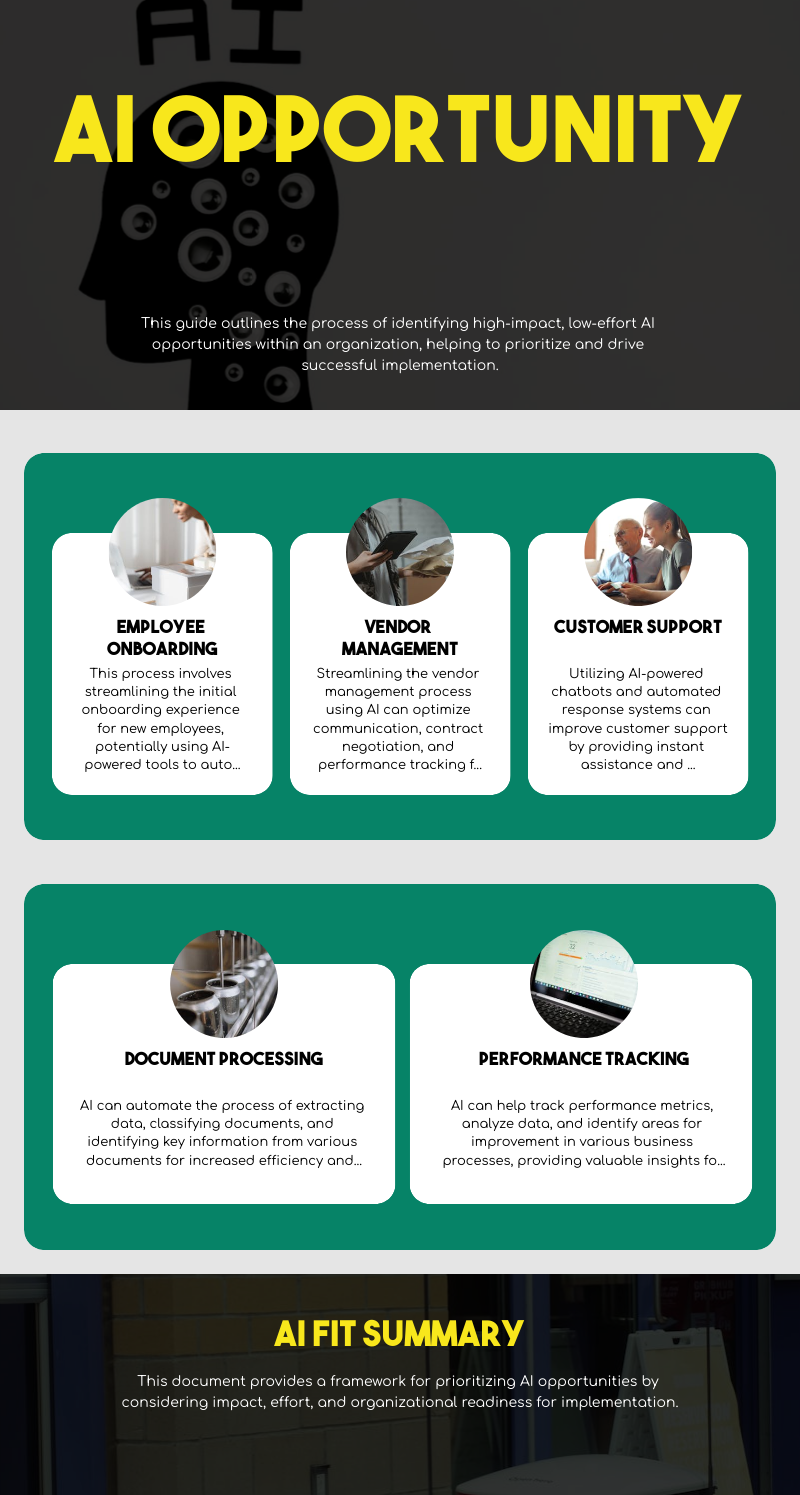 AI
AI OPPORTUNITY
This guide outlines the process of identifying high-impact, low-effort AI
opportunities within an organization, helping to prioritize and drive
successful implementation.
EMPLOYEE
ONBOARDING
This process involves
streamlining the initial
onboarding experience
for new employees,
potentially using AI-
powered tools to auto...
VENDOR
MANAGEMENT
Streamlining the vendor
management process
using AI can optimize
communication, contract
negotiation, and
performance tracking f...
CUSTOMER SUPPORT
Utilizing AI-powered
chatbots and automated
response systems can
improve customer support
by providing instant
assistance and ...
DOCUMENT PROCESSING
AI can automate the process of extracting
data, classifying documents, and
identifying key information from various
documents for increased efficiency and...
PERFORMANCE TRACKING
AI can help track performance metrics,
analyze data, and identify areas for
improvement in various business
processes, providing valuable insights fo...
AI FIT SUMMARY
This document provides a framework for prioritizing AI opportunities by
considering impact, effort, and organizational readiness for implementation.